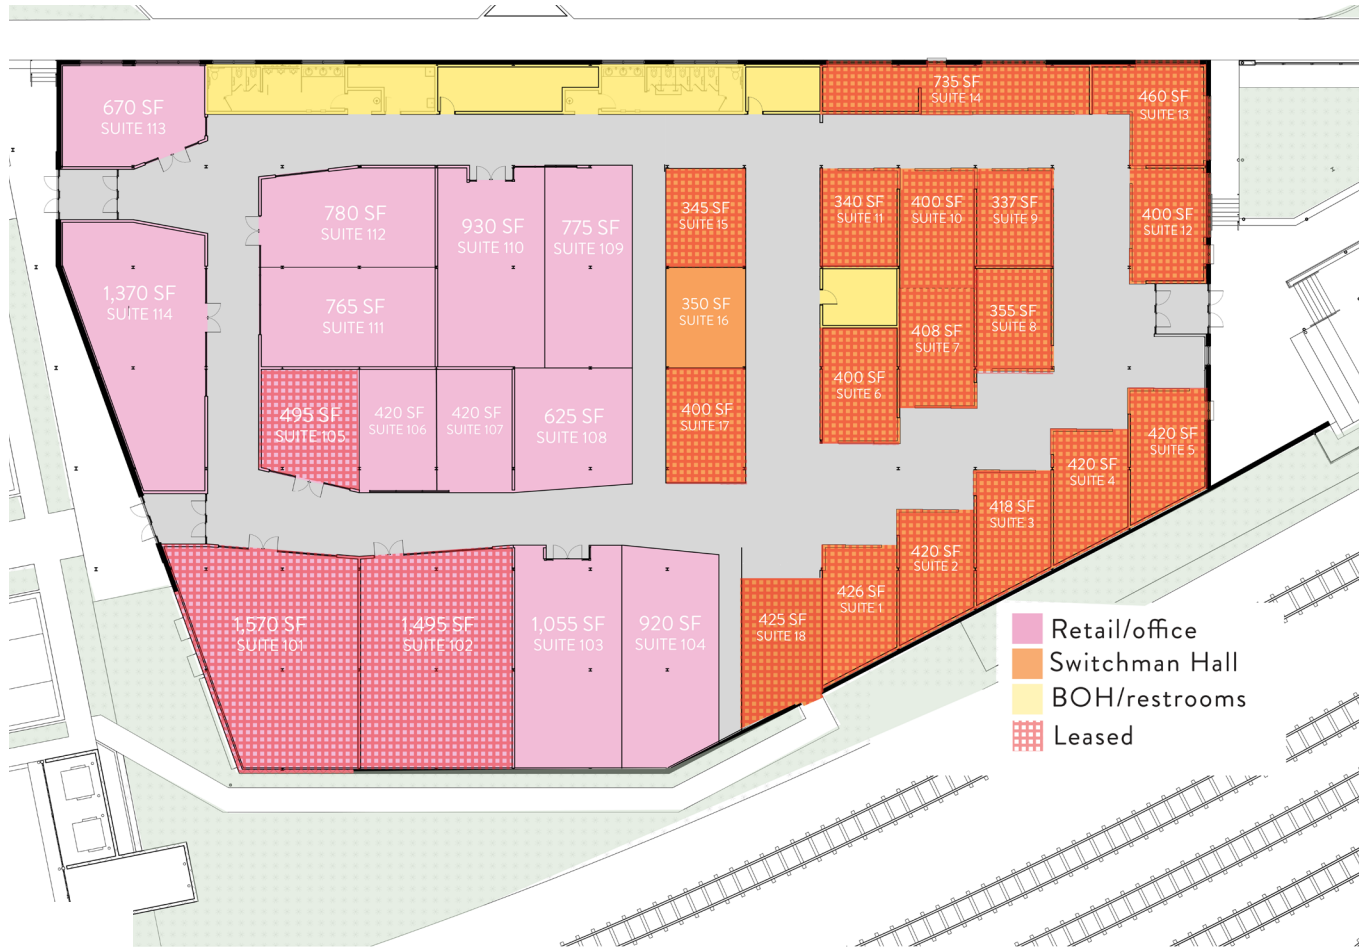 670 SF
SUITE 113
735 SF
SUITE 14
460 SF
SUITE 13
780 SF
SUITE 112
930 SF
SUITE 110
775 SF
SUITE 109
345 SF
SUITE 15
340 SF
SUITE 11
400 SF
SUITE 10
337 SF
SUITE 9
400 SF
SUITE 12
1,370 SF
SUITE 114
765 SF
SUITE 111
350 SF
SUITE 16
408 SF
SUITE 7
355 SF
SUITE 8
495 SF
SUITE 105
420 SF
SUITE 106
420 SF
SUITE 107
625 SF
SUITE 108
400 SF
SUITE 17
400 SF
SUITE 6
420 SF
SUITE 5
420 SF
SUITE 4
418 SF
SUITE 3
420 SF
SUITE 2
426 SF
SUITE 1
425 SF
SUITE 18
1,570 SF
SUITE 101
1,495 SF
SUITE 102
1,055 SF
SUITE 103
920 SF
SUITE 104
Retail/office
Switchman Hall
BOH/restrooms
Leased